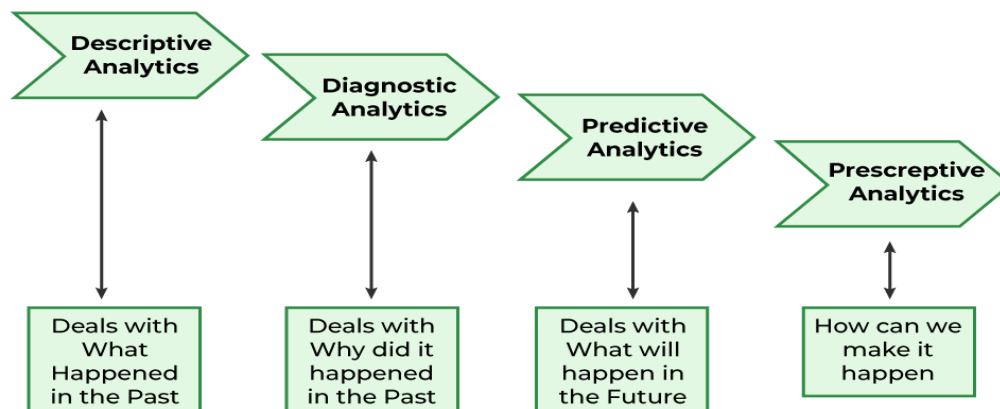 Descriptive
Analytics
Diagnostic
Analytics
Predictive
Analytics
Prescreptive
Analytics
Deals with
What
Happened
in the Past
Deals with
Why did it
happened
in the Past
Deals with
What will
happen in
the Future
How can we
make it
happen